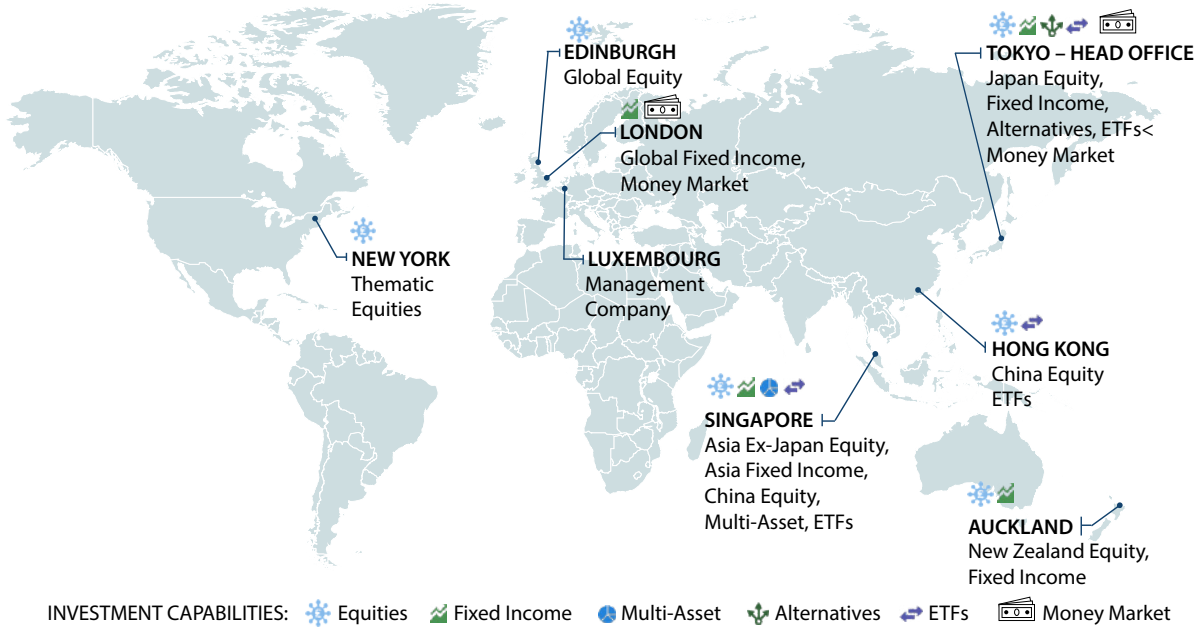 EDINBURGH
Global Equity
LONDON
Global Fixed Income,
Money Market
TOKYO – HEAD OFFICE
Japan Equity,
Fixed Income,
Alternatives, ETFs<
Money Market
NEW YORK
Thematic
Equities
LUXEMBOURG
Management
Company
HONG KONG
China Equity
ETFs
SINGAPORE
Asia Ex-Japan Equity,
Asia Fixed Income,
China Equity,
Multi-Asset, ETFs
AUCKLAND
New Zealand Equity,
Fixed Income
INVESTMENT CAPABILITIES: Equities Fixed Income Multi-Asset Alternatives ETFs Money Market